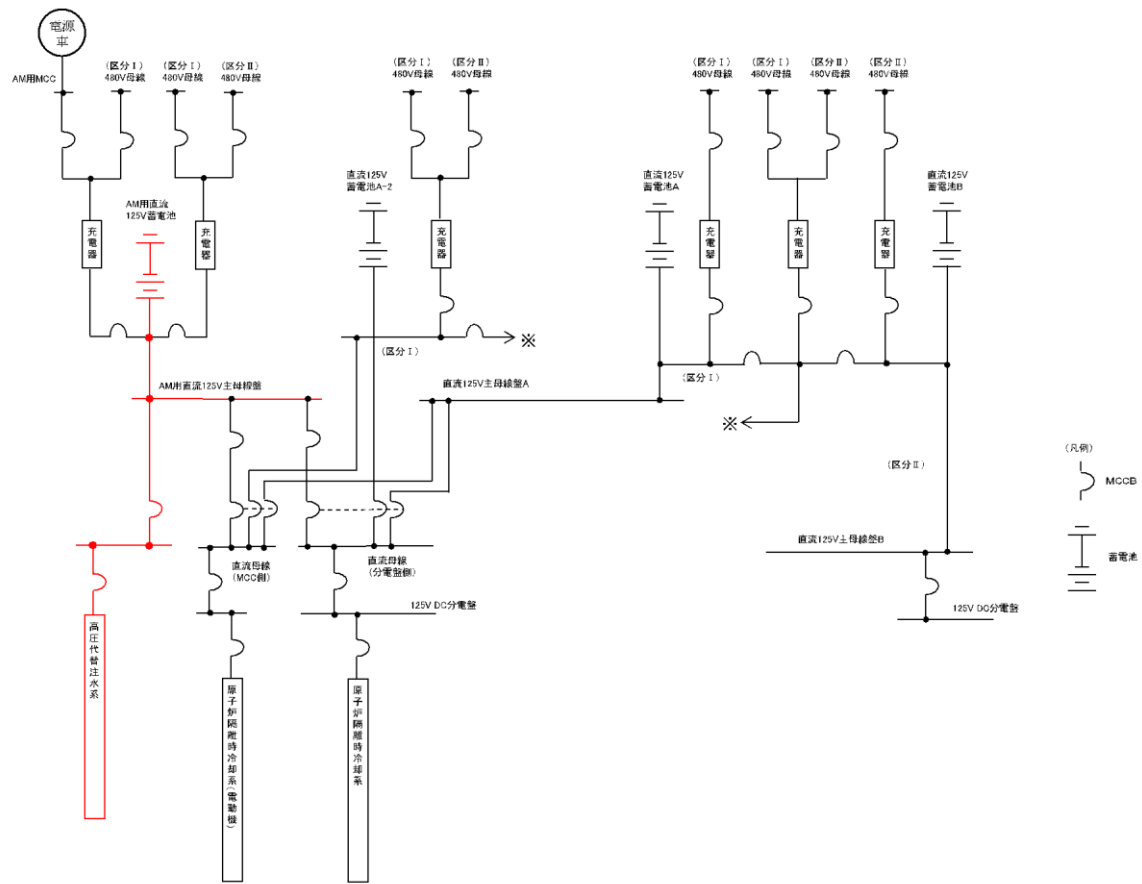 電源
車
AM用MCC
(区分Ⅰ)
480V母線
(区分Ⅰ)
480V母線
(区分Ⅱ)
480V母線
(区分Ⅰ)
480V母線
(区分Ⅱ)
480V母線
(区分Ⅰ)
480V母線
(区分Ⅰ)
480V母線
(区分Ⅱ)
480V母線
(区分Ⅱ)
480V母線
AM用直流
125V蓄電池
直流125V
蓄電池A-2
直流125V
蓄電池A
直流125V
蓄電池B
充電器
充電器
充電器
充電器
充電器
充電器
(区分Ⅰ)
※
(区分Ⅰ)
AM用直流125V主母線盤
直流125V主母線盤A
※
(区分Ⅱ)
(凡例)
MCCB
蓄電池
直流母線
(MCC側)
直流母線
(分電盤側)
直流125V主母線盤B
125V DC分電盤
125V DC分電盤
高圧代替注水系
原子炉隔離時冷却系(電動機)
原子炉隔離時冷却系